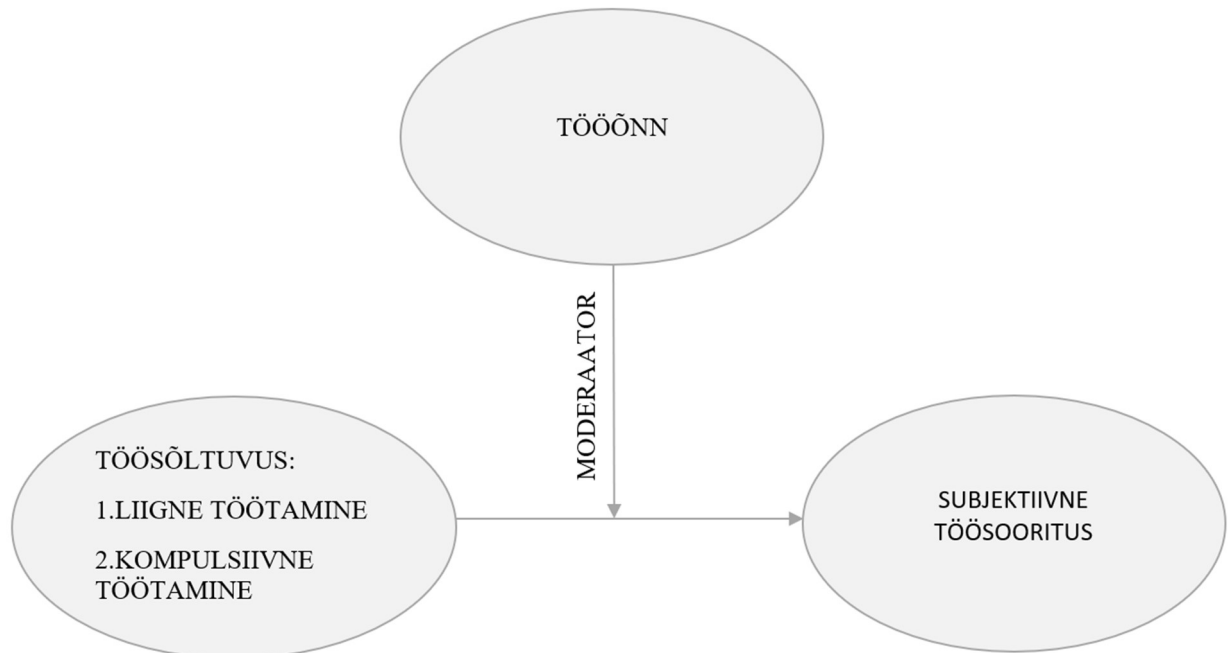 TÖÖÕNN
MODERAATOR
TÖÖSÕLTUVUS:
1.LIIGNE TÖÖTAMINE
2.KOMPULSIIVNE
TÖÖTAMINE
SUBJEKTIIVNE
TÖÖSOORITUS